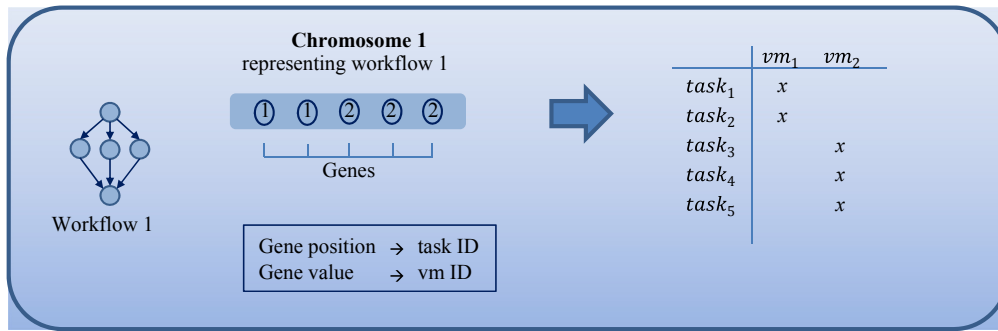 Chromosome 1
representing workflow 1
1 1 2 2 2
Genes
Workflow 1
Gene position → task ID
Gene value → vm ID
vm₁ vm₂
task₁ x
task₂ x
task₃ x
task₄ x
task₅ x